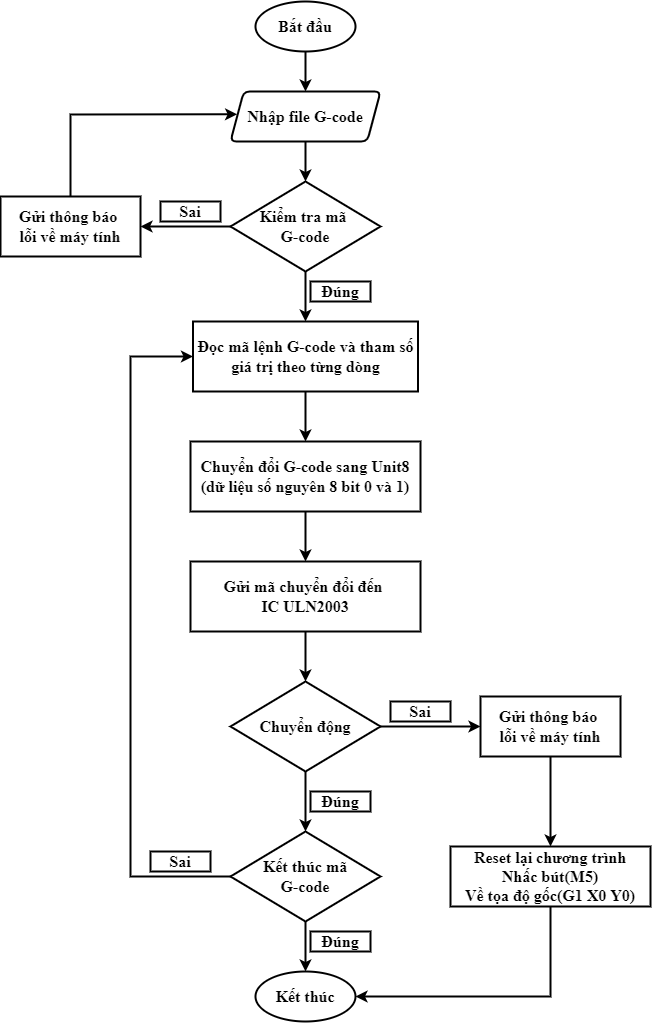 Bắt đầu
Nhập file G-code
Sai
Gửi thông báo
lỗi về máy tính
Kiểm tra mã
G-code
Đúng
Đọc mã lệnh G-code và tham số
giá trị theo từng dòng
Chuyển đổi G-code sang Unit8
(dữ liệu số nguyên 8 bit 0 và 1)
Gửi mã chuyển đổi đến
IC ULN2003
Chuyển động
Sai
Gửi thông báo
lỗi về máy tính
Đúng
Sai
Kết thúc mã
G-code
Reset lại chương trình
Nhấc bút(M5)
Về tọa độ gốc(G1 X0 Y0)
Đúng
Kết thúc